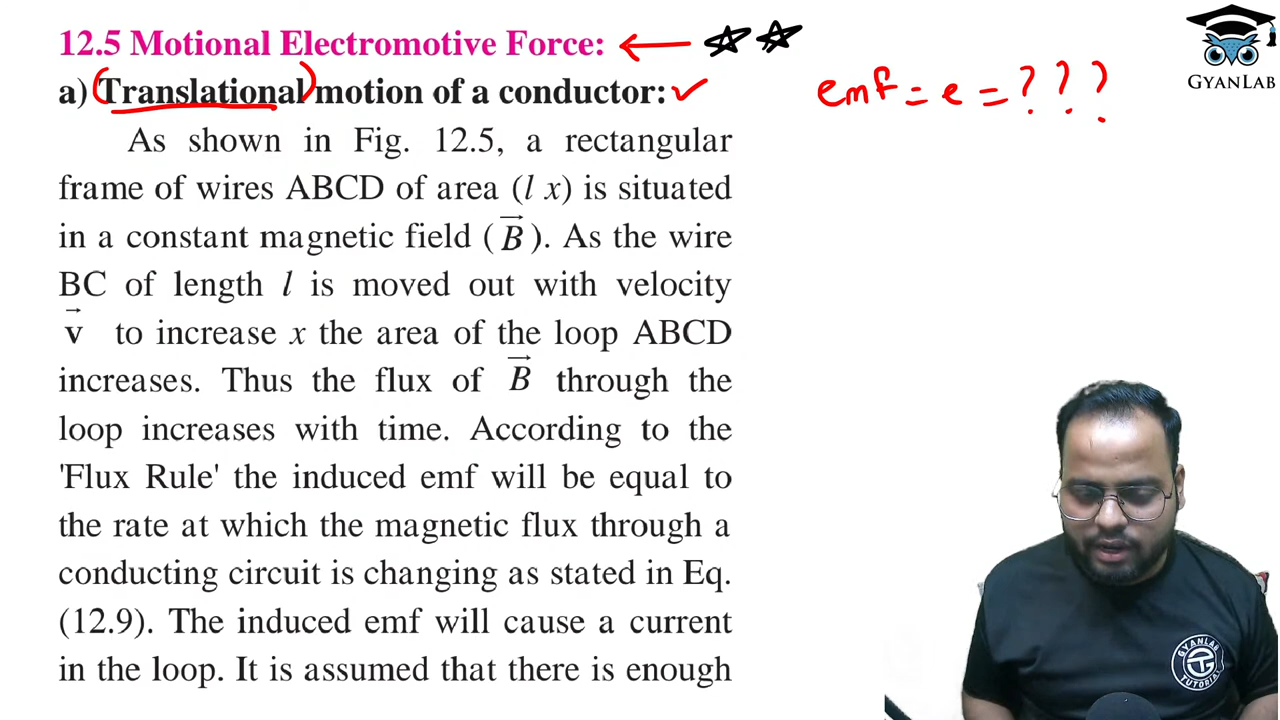 12.5 Motional Electromotive Force:
a) (Translational) motion of a conductor:
emf = e = ? ? ?
GYANLAB
As shown in Fig. 12.5, a rectangular
frame of wires ABCD of area (l x) is situated
in a constant magnetic field ( B⃗ ). As the wire
BC of length l is moved out with velocity
v⃗ to increase x the area of the loop ABCD
increases. Thus the flux of B⃗ through the
loop increases with time. According to the
'Flux Rule' the induced emf will be equal to
the rate at which the magnetic flux through a
conducting circuit is changing as stated in Eq.
(12.9). The induced emf will cause a current
in the loop. It is assumed that there is enough
GYANLAB
TUTORIAL